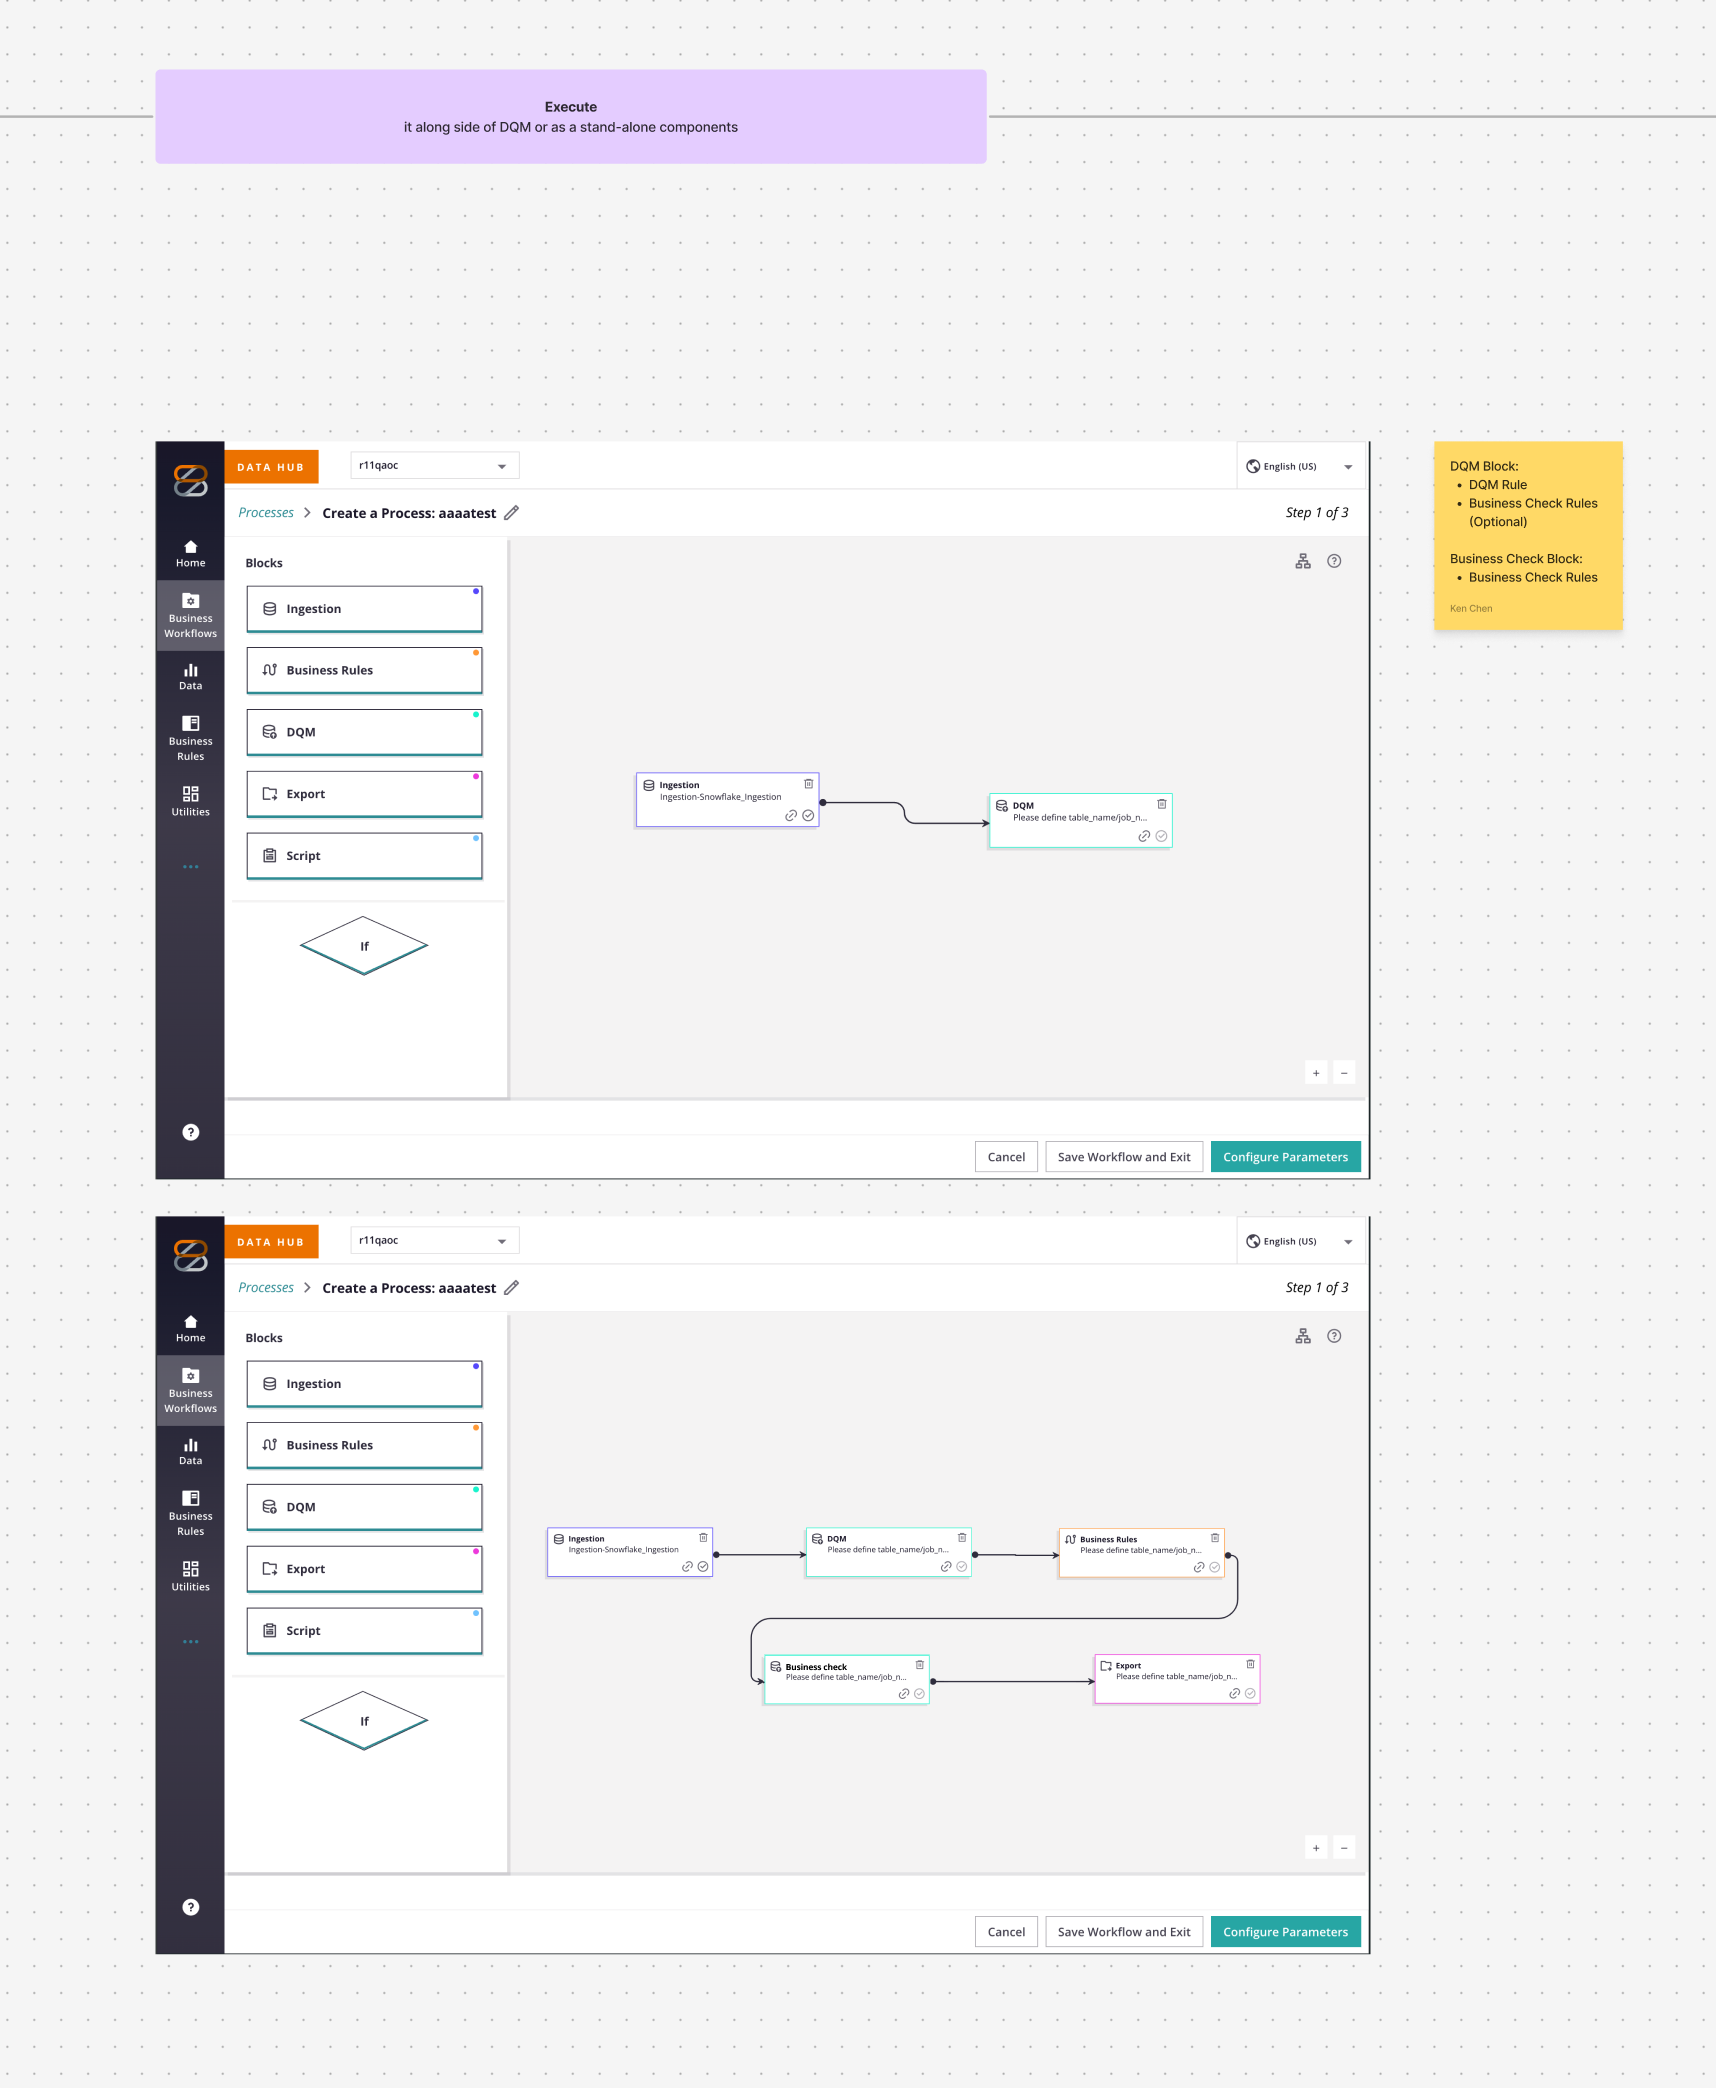 Execute
it along side of DQM or as a stand-alone components
DATA HUB
r11qaoc
English (US)
Processes > Create a Process: aaaatest
Step 1 of 3
Home
Business
Workflows
Data
Business
Rules
Utilities
Blocks
Ingestion
Business Rules
DQM
Export
Script
If
Ingestion
Ingestion-Snowflake_Ingestion
DQM
Please define table_name/job_n...
+ −
?
Cancel
Save Workflow and Exit
Configure Parameters
DQM Block:
• DQM Rule
• Business Check Rules
(Optional)
Business Check Block:
• Business Check Rules
Ken Chen
DATA HUB
r11qaoc
English (US)
Processes > Create a Process: aaaatest
Step 1 of 3
Home
Business
Workflows
Data
Business
Rules
Utilities
Blocks
Ingestion
Business Rules
DQM
Export
Script
If
Ingestion
Ingestion-Snowflake_Ingestion
DQM
Please define table_name/job_n...
Business Rules
Please define table_name/job_n...
Business check
Please define table_name/job_n...
Export
Please define table_name/job_n...
+ −
?
Cancel
Save Workflow and Exit
Configure Parameters